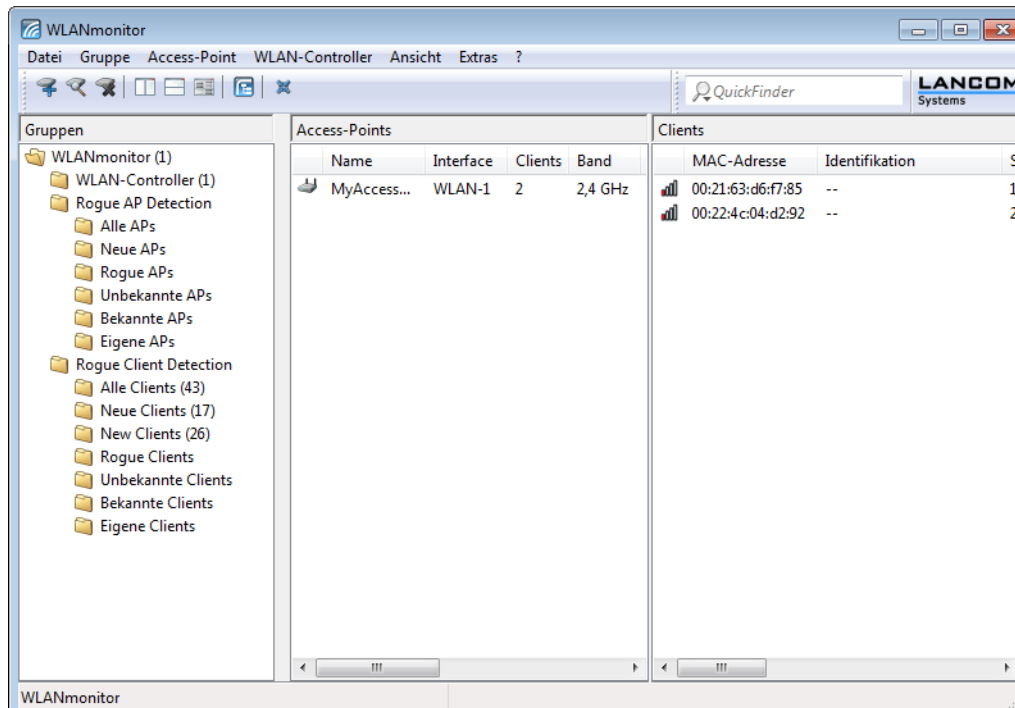 WLANmonitor
Datei Gruppe Access-Point WLAN-Controller Ansicht Extras ?
QuickFinder
LANCOM
Systems
Gruppen
WLANmonitor (1)
WLAN-Controller (1)
Rogue AP Detection
Alle APs
Neue APs
Rogue APs
Unbekannte APs
Bekannte APs
Eigene APs
Rogue Client Detection
Alle Clients (43)
Neue Clients (17)
New Clients (26)
Rogue Clients
Unbekannte Clients
Bekannte Clients
Eigene Clients
Access-Points
Name Interface Clients Band
MyAccess... WLAN-1 2 2,4 GHz
Clients
MAC-Adresse Identifikation
00:21:63:d6:f7:85 --
00:22:4c:04:d2:92 --
WLANmonitor